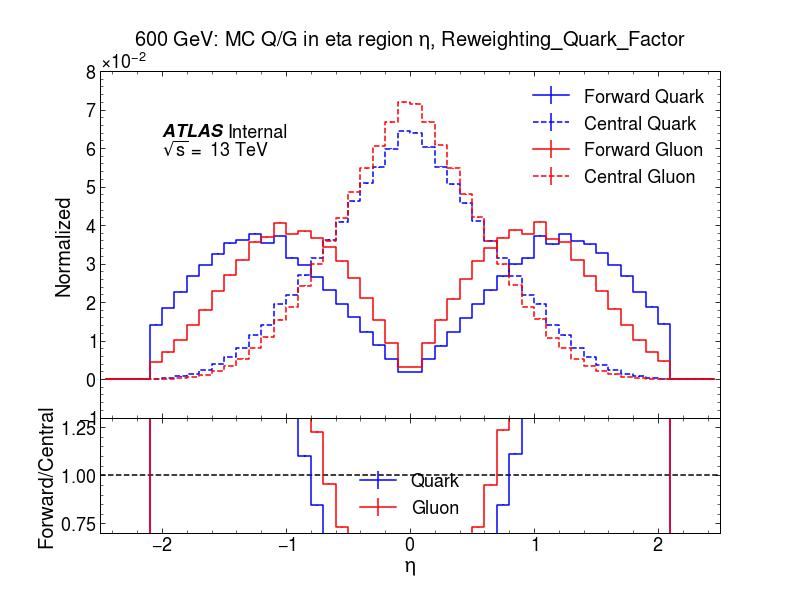 600 GeV: MC Q/G in eta region η, Reweighting_Quark_Factor
×10⁻²
8
7
6
5
4
3
2
1
0
−1
Normalized
ATLAS Internal
√s = 13 TeV
Forward Quark
Central Quark
Forward Gluon
Central Gluon
1.25
1.00
0.75
Forward/Central
Quark
Gluon
−2 −1 0 1 2
η